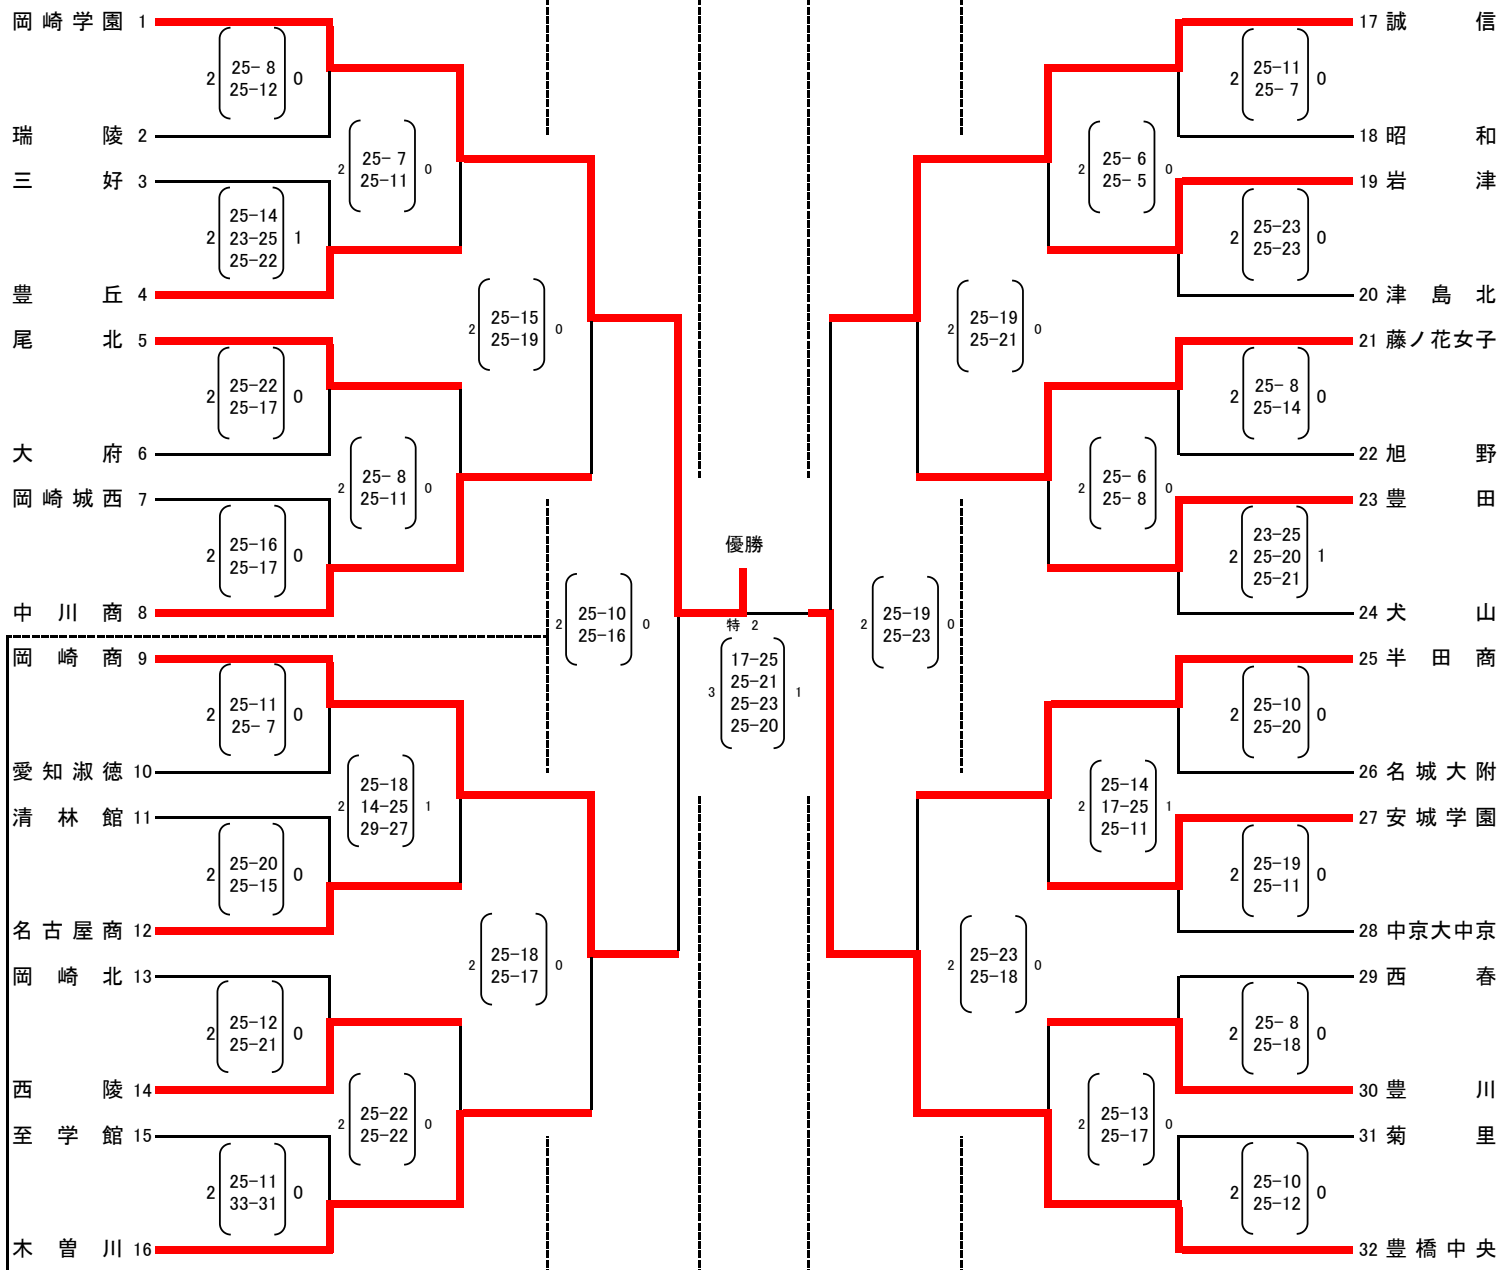 岡崎学園 1
2 25- 8 0
25-12
瑞陵 2
三好 3
25-14
2 23-25 1
25-22
豊丘 4
2 25- 7 0
25-11
尾北 5
2 25-22 0
25-17
大府 6
岡崎城西 7
2 25-16 0
25-17
中川商 8
2 25- 8 0
25-11
2 25-15 0
25-19
岡崎商 9
2 25-11 0
25- 7
愛知淑徳 10
清林館 11
2 25-20 0
25-15
名古屋商 12
25-18
2 14-25 1
29-27
岡崎北 13
2 25-12 0
25-21
西陵 14
至学館 15
2 25-11 0
33-31
木曽川 16
2 25-22 0
25-22
2 25-18 0
25-17
2 25-10 0
25-16
優勝
特 2
17-25
3 25-21 1
25-23
25-20
17 誠信
2 25-11 0
25- 7
18 昭和
19 岩津
2 25-23 0
25-23
20 津島北
2 25- 6 0
25- 5
21 藤ノ花女子
2 25- 8 0
25-14
22 旭野
23 豊田
23-25
2 25-20 1
25-21
24 犬山
2 25- 6 0
25- 8
2 25-19 0
25-21
25 半田商
2 25-10 0
25-20
26 名城大附
27 安城学園
2 25-19 0
25-11
28 中京大中京
25-14
2 17-25 1
25-11
29 西春
2 25- 8 0
25-18
30 豊川
31 菊里
2 25-10 0
25-12
32 豊橋中央
2 25-13 0
25-17
2 25-23 0
25-18
2 25-19 0
25-23